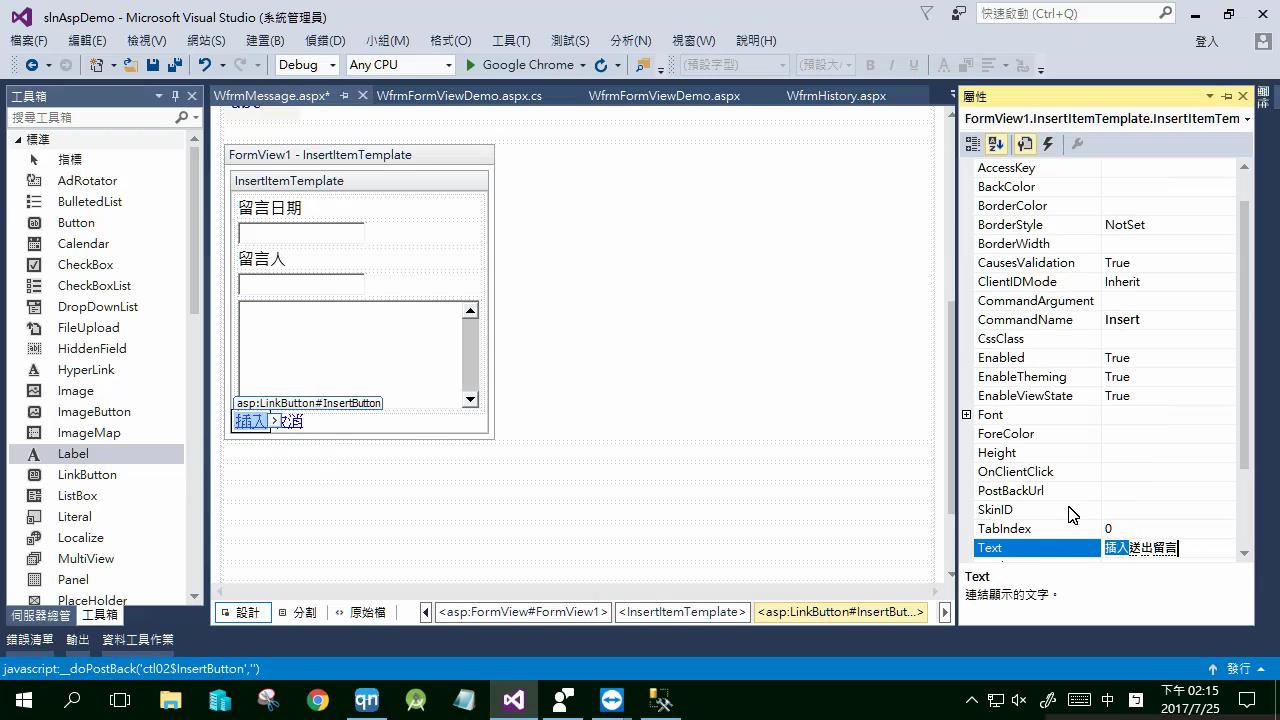 slnAspDemo - Microsoft Visual Studio (系統管理員)
快速啟動 (Ctrl+Q)
檔案(F) 編輯(E) 檢視(V) 網站(S) 建置(B) 偵錯(D) 小組(M) 格式(O) 工具(T) 測試(S) 分析(N) 視窗(W) 說明(H)
登入
Debug Any CPU Google Chrome (預設字型) (預設大
工具箱
WfrmMessage.aspx* WfrmFormViewDemo.aspx.cs WfrmFormViewDemo.aspx WfrmHistory.aspx
屬性
搜尋工具箱
FormView1.InsertItemTemplate.InsertItemTem
標準
指標
AdRotator
BulletedList
Button
Calendar
CheckBox
CheckBoxList
DropDownList
FileUpload
HiddenField
HyperLink
Image
ImageButton
ImageMap
Label
LinkButton
ListBox
Literal
Localize
MultiView
Panel
PlaceHolder
伺服器總管 工具箱
FormView1 - InsertItemTemplate
InsertItemTemplate
留言日期
留言人
asp:LinkButton#InsertButton
插入 取消
AccessKey
BackColor
BorderColor
BorderStyle NotSet
BorderWidth
CausesValidation True
ClientIDMode Inherit
CommandArgument
CommandName Insert
CssClass
Enabled True
EnableTheming True
EnableViewState True
Font
ForeColor
Height
OnClientClick
PostBackUrl
SkinID
TabIndex 0
Text 插入送出留言
Text
連結顯示的文字。
設計 分割 原始檔 <asp:FormView#FormView1> <InsertItemTemplate> <asp:LinkButton#InsertBut...>
錯誤清單 輸出 資料工具作業
javascript:__doPostBack('ctl02$InsertButton','')
發行
qn
中
下午 02:15
2017/7/25